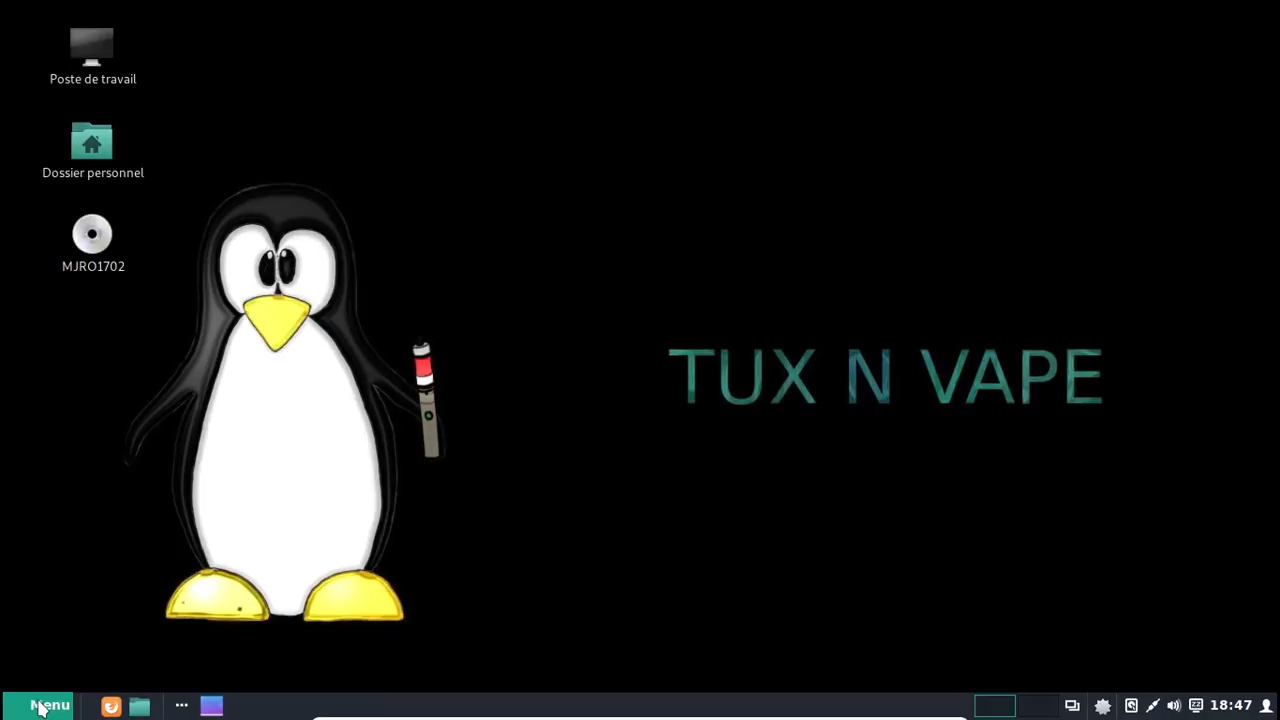 Poste de travail
Dossier personnel
MJRO1702
TUX N VAPE
Menu
18:47